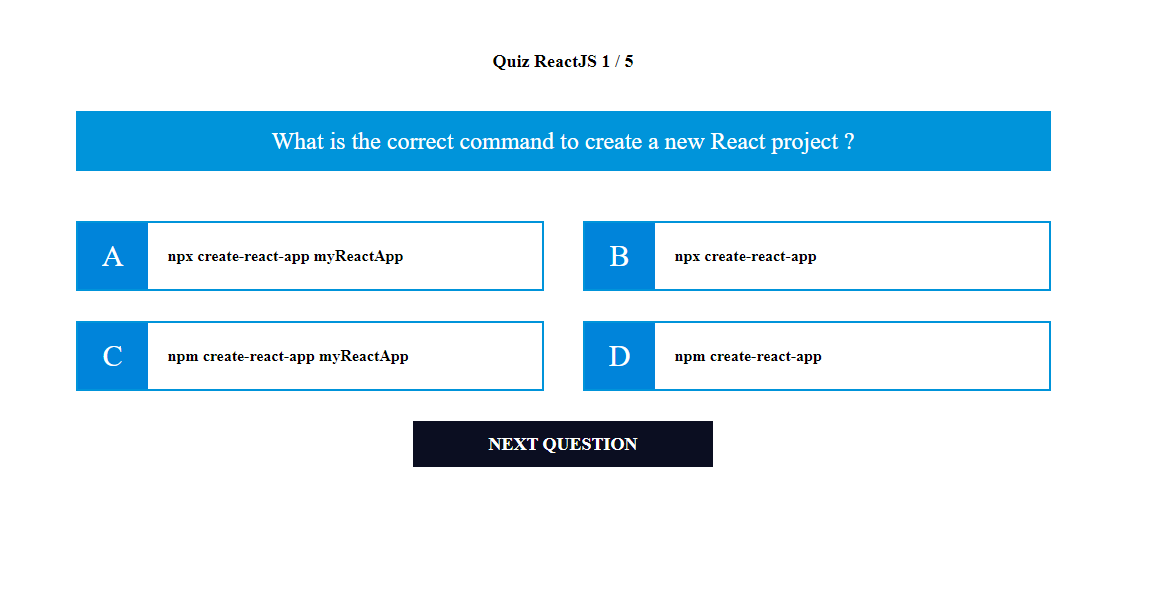 Quiz ReactJS 1 / 5
What is the correct command to create a new React project ?
A npx create-react-app myReactApp
B npx create-react-app
C npm create-react-app myReactApp
D npm create-react-app
NEXT QUESTION